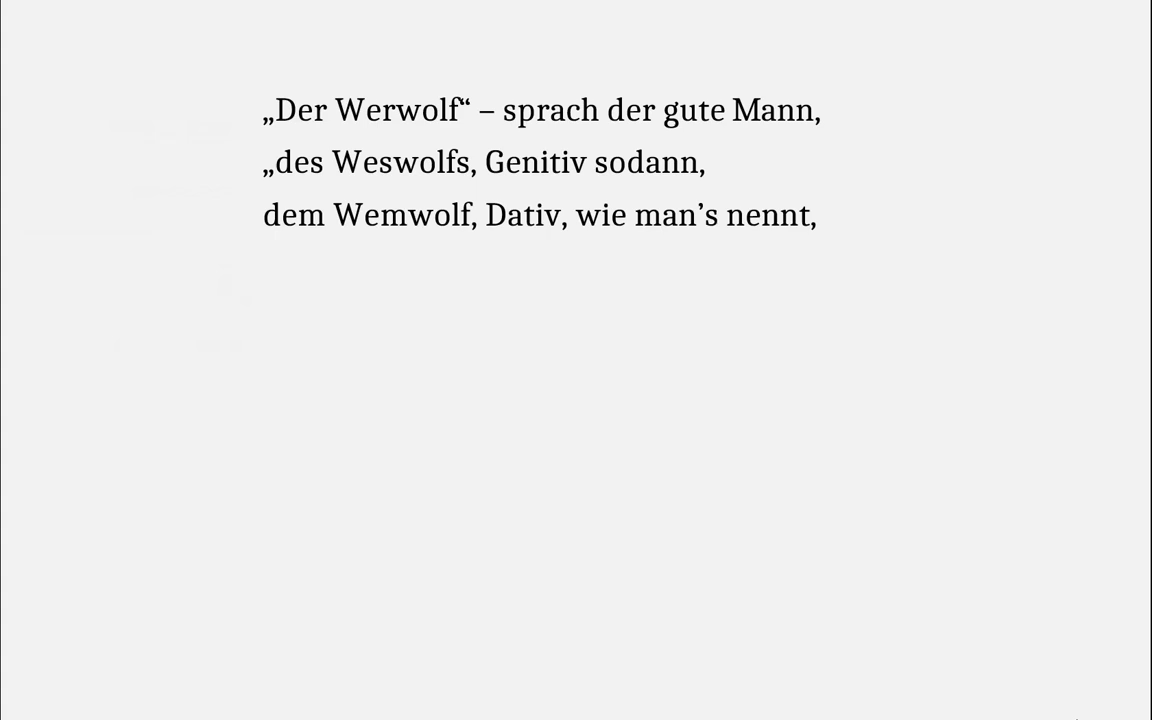 „Der Werwolf“ – sprach der gute Mann,
„des Weswolfs, Genitiv sodann,
dem Wemwolf, Dativ, wie man’s nennt,